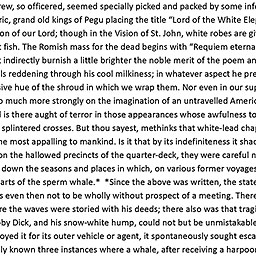 rew, so officered, seemed specially picked and packed by some infe
ric, grand old kings of Pegu placing the title "Lord of the White Ele
on of our Lord; though in the Vision of St. John, white robes are giv
t fish. The Romish mass for the dead begins with "Requiem eterna
t indirectly burnish a little brighter the noble merit of the poem an
ls reddening through his cool milkiness; in whatever aspect he pre
sive hue of the shroud in which we wrap them. Nor even in our sup
o much more strongly on the imagination of an untravelled Americ
d is there aught of terror in those appearances whose awfulness to
splintered crosses. But thou sayest, methinks that white-lead chap
he most appalling to mankind. Is it that by its indefiniteness it shad
on the hallowed precincts of the quarter-deck, they were careful n
down the seasons and places in which, on various former voyages
arts of the sperm whale.* *Since the above was written, the state
s even then not to be wholly without prospect of a meeting. There
re the waves were storied with his deeds; there also was that tragi
by Dick, and his snow-white hump, could not but be unmistakable
oyed it for its outer vehicle or agent, it spontaneously sought esca
ly known three instances where a whale, after receiving a harpoon